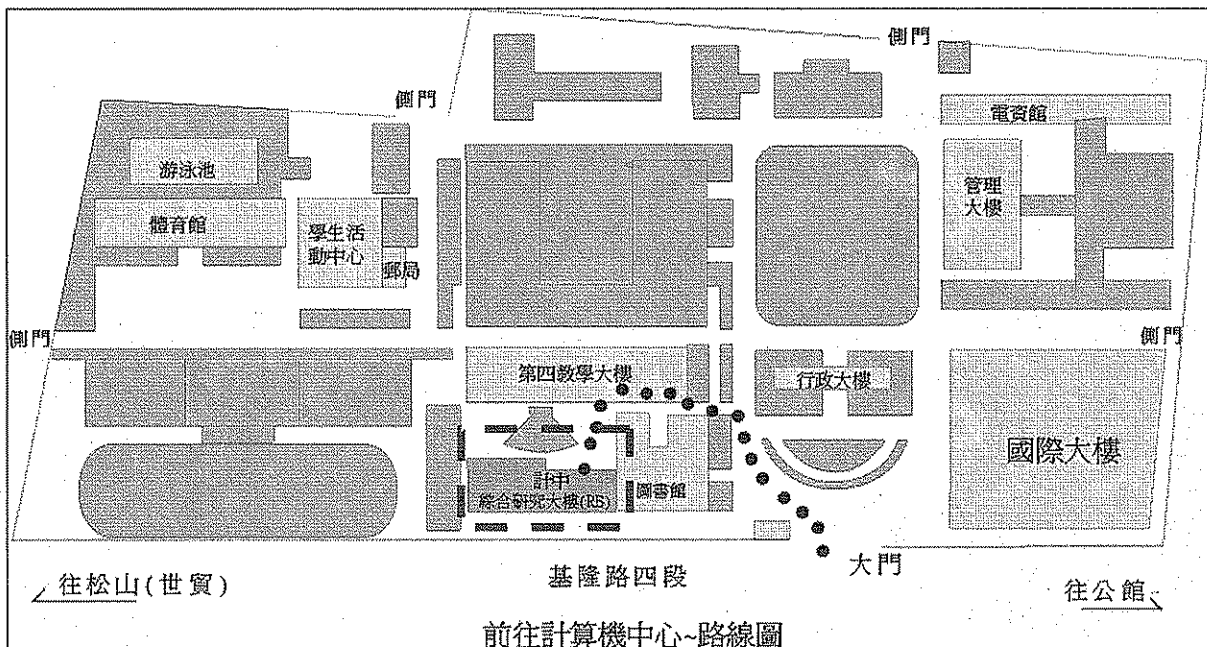 側門
側門
電資館
游泳池
管理
大樓
體育館
學生活
動中心
郵局
側門
側門
第四教學大樓
行政大樓
國際大樓
計中
綜合研究大樓(RB)
圖書館
大門
往松山(世貿)
基隆路四段
往公館
前往計算機中心~路線圖